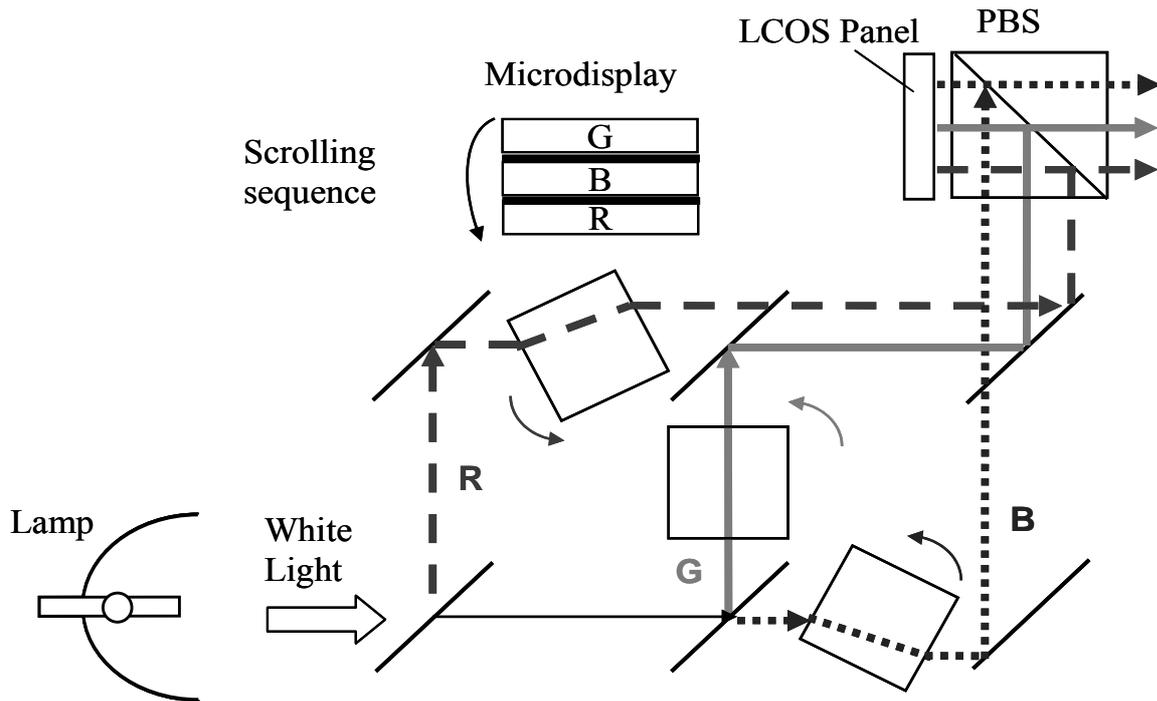 PBS
LCOS Panel
Microdisplay
G
Scrolling
sequence
B
R
R
B
Lamp
White
Light
G